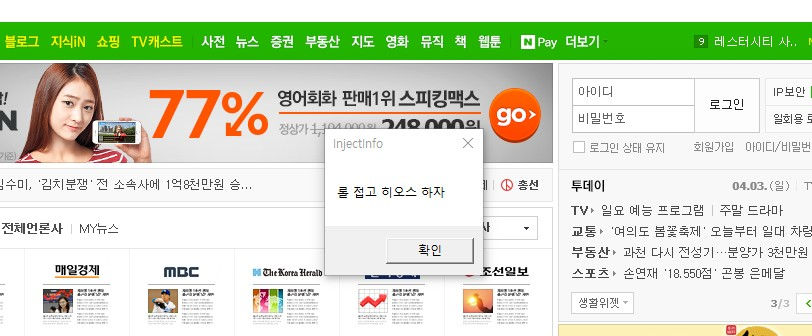 블로그 지식iN 쇼핑 TV캐스트 사전 뉴스 증권 부동산 지도 영화 뮤직 책 웹툰 N Pay 더보기
9 레스터시티 사..
77%
영어회화 판매1위 스피킹맥스
정상가 1,104,000원 248,000원
go
아이디
비밀번호
로그인
IP보안
일회용 로
로그인 상태 유지 회원가입 아이디/비밀번
InjectInfo
롤 접고 히오스 하자
확인
김수미, '김치분쟁' 전 소속사에 1억8천만원 승...
총선
전체언론사 MY뉴스
매일경제
MBC
The Korea Herald
조선일보
투데이 04.03.(일)
TV 일요 예능 프로그램 주말 드라마
교통 '여의도 봄꽃축제' 오늘부터 일대 차량
부동산 과천 다시 전성기…분양가 3천만원
스포츠 손연재 '18.550점' 곤봉 은메달
생활위젯 3/3